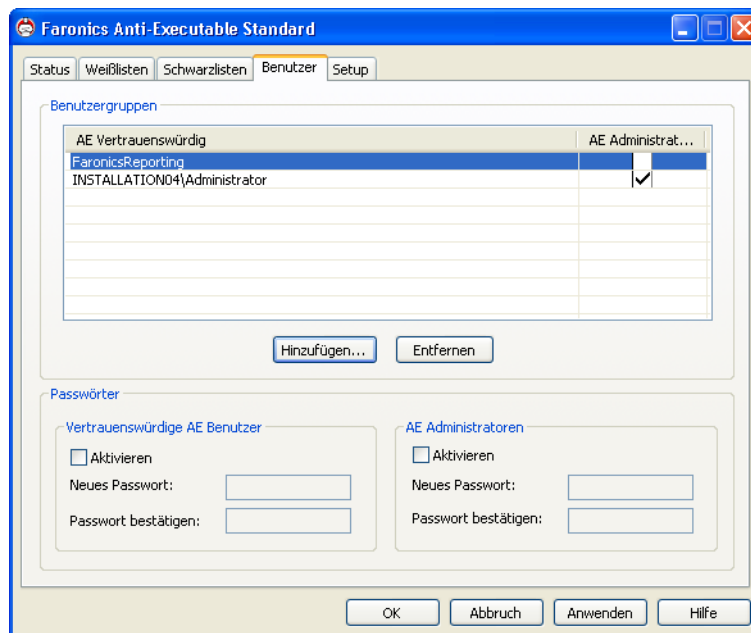 Faronics Anti-Executable Standard
Status Weißlisten Schwarzlisten Benutzer Setup
Benutzergruppen
AE Vertrauenswürdig AE Administrat...
FaronicsReporting
INSTALLATION04\Administrator
Hinzufügen... Entfernen
Passwörter
Vertrauenswürdige AE Benutzer AE Administratoren
Aktivieren Aktivieren
Neues Passwort: Neues Passwort:
Passwort bestätigen: Passwort bestätigen:
OK Abbruch Anwenden Hilfe